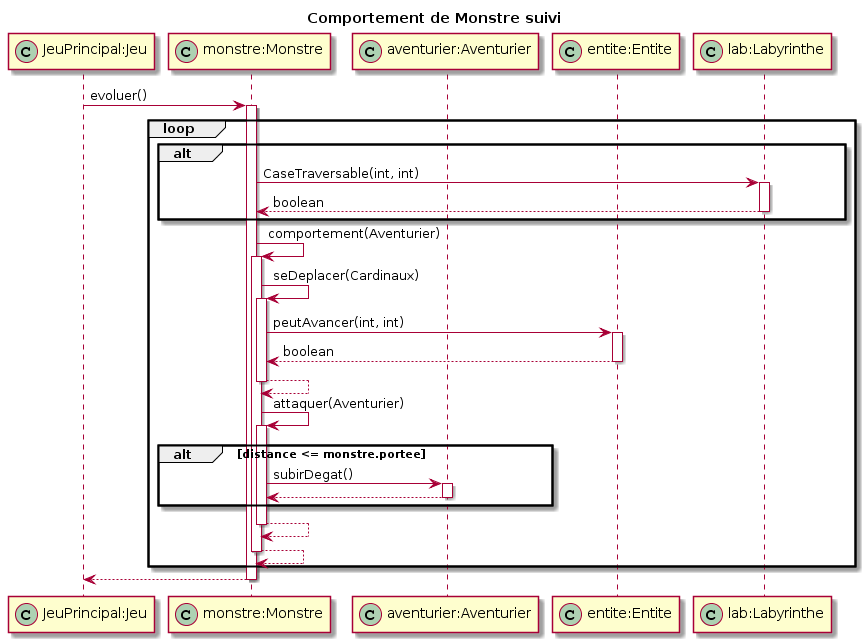 Comportement de Monstre suivi
C JeuPrincipal:Jeu
C monstre:Monstre
C aventurier:Aventurier
C entite:Entite
C lab:Labyrinthe
evoluer()
loop
alt
CaseTraversable(int, int)
boolean
comportement(Aventurier)
seDeplacer(Cardinaux)
peutAvancer(int, int)
boolean
attaquer(Aventurier)
alt [distance <= monstre.portee]
subirDegat()
C JeuPrincipal:Jeu
C monstre:Monstre
C aventurier:Aventurier
C entite:Entite
C lab:Labyrinthe